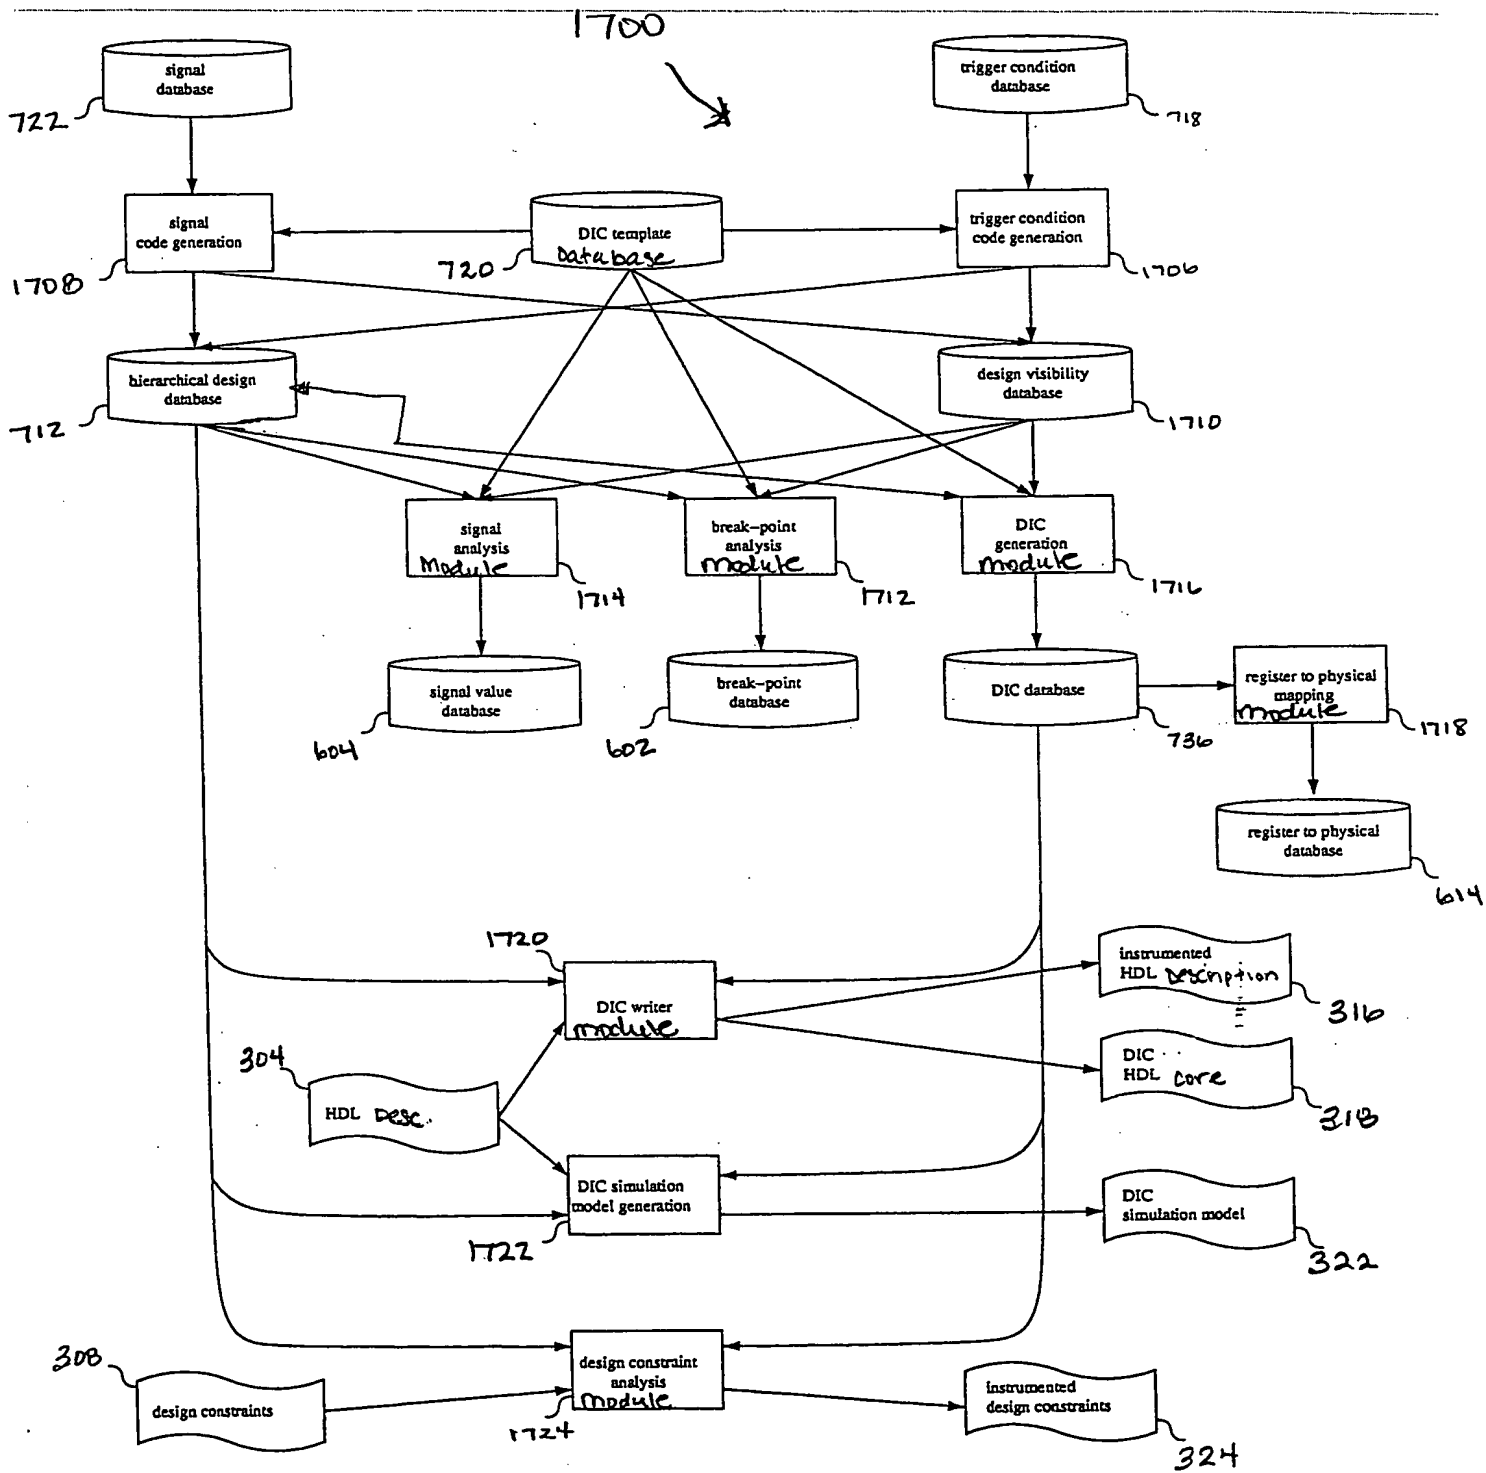 1700
signal
database
722
trigger condition
database
718
signal
code generation
1708
DIC template
Database
720
trigger condition
code generation
1706
hierarchical design
database
712
design visibility
database
1710
signal
analysis
Module
1714
break-point
analysis
module
1712
DIC
generation
module
1716
signal value
database
604
break-point
database
602
DIC database
736
register to physical
mapping
module
1718
register to physical
database
614
1720
DIC writer
module
instrumented
HDL Description
316
304
HDL Desc.
DIC
HDL core
318
DIC simulation
model generation
1722
DIC
simulation model
322
308
design constraints
design constraint
analysis
module
1724
instrumented
design constraints
324